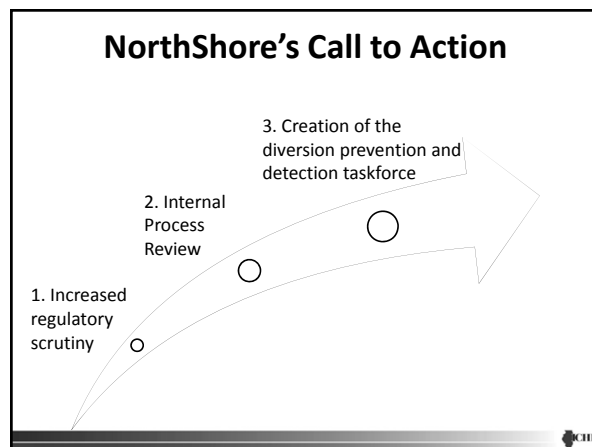 NorthShore's Call to Action
3. Creation of the
diversion prevention and
detection taskforce
2. Internal
Process
Review
1. Increased
regulatory
scrutiny